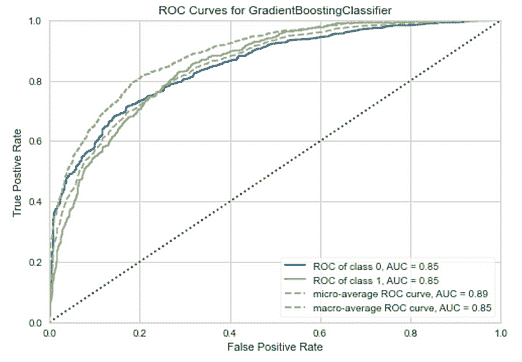 ROC Curves for GradientBoostingClassifier
1.0
0.8
0.6
0.4
0.2
0.0
True Postive Rate
ROC of class 0, AUC = 0.85
ROC of class 1, AUC = 0.85
micro-average ROC curve, AUC = 0.89
macro-average ROC curve, AUC = 0.85
0.0 0.2 0.4 0.6 0.8 1.0
False Positive Rate